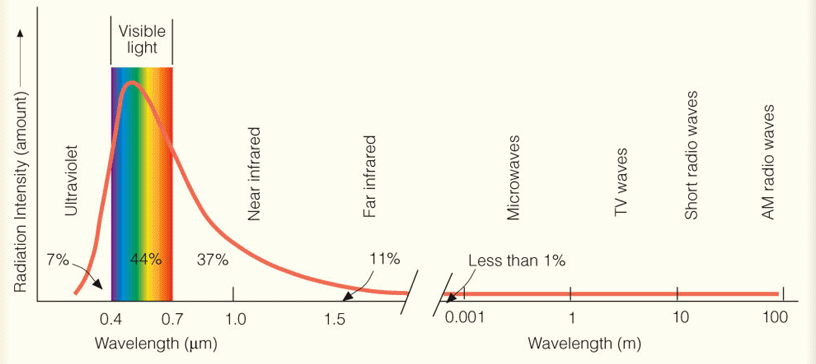 Visible
light
Radiation Intensity (amount)
Ultraviolet
Near infrared
Far infrared
Microwaves
TV waves
Short radio waves
AM radio waves
7%
44%
37%
11%
Less than 1%
0.4
0.7
1.0
1.5
0.001
1
10
100
Wavelength (μm)
Wavelength (m)